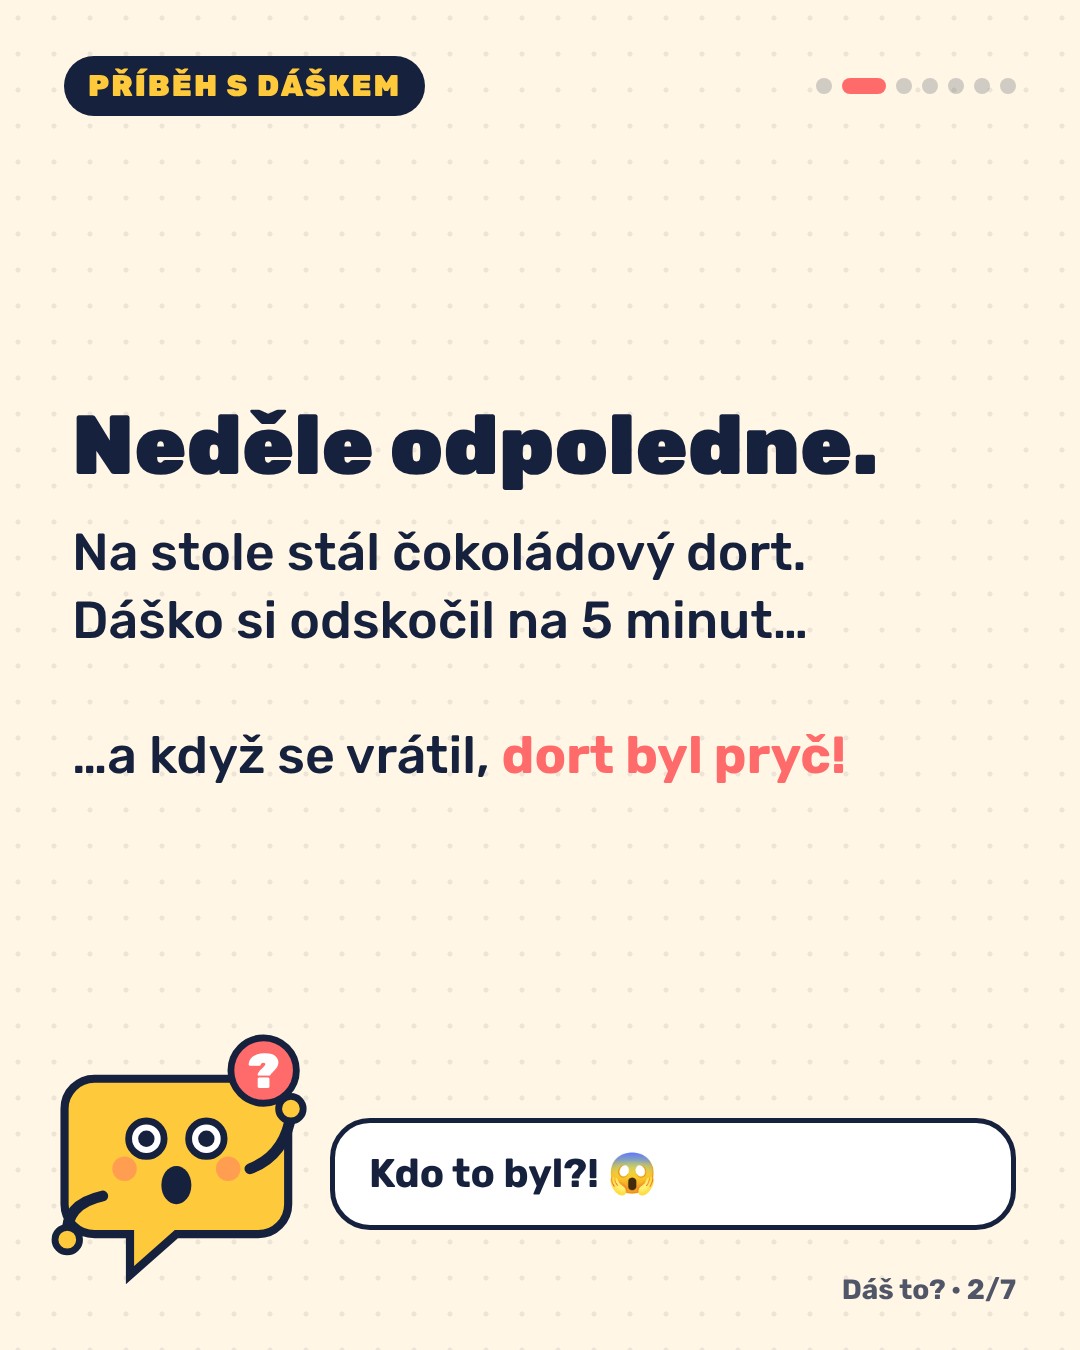 PŘÍBĚH S DÁŠKEM
Neděle odpoledne.
Na stole stál čokoládový dort.
Dáško si odskočil na 5 minut…
…a když se vrátil, dort byl pryč!
?
Kdo to byl?! 😱
Dáš to? • 2/7